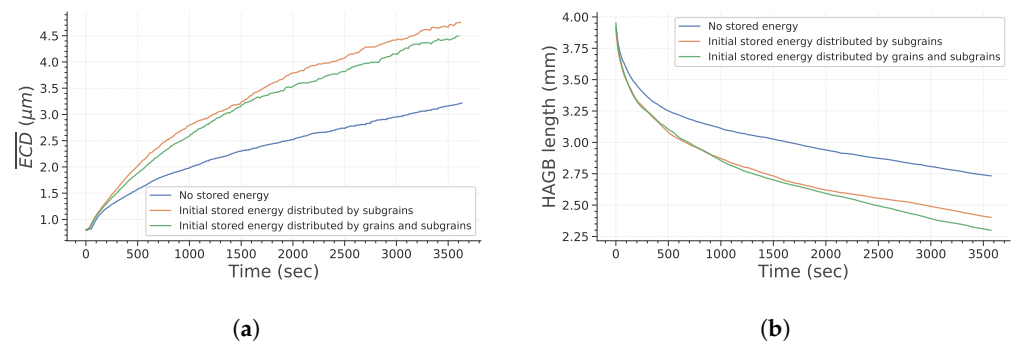 4.5
4.0
3.5
3.0
2.5
2.0
1.5
1.0
ECD (μm)
No stored energy
Initial stored energy distributed by subgrains
Initial stored energy distributed by grains and subgrains
0 500 1000 1500 2000 2500 3000 3500
Time (sec)
(a)
4.00
3.75
3.50
3.25
3.00
2.75
2.50
2.25
HAGB length (mm)
No stored energy
Initial stored energy distributed by subgrains
Initial stored energy distributed by grains and subgrains
0 500 1000 1500 2000 2500 3000 3500
Time (sec)
(b)